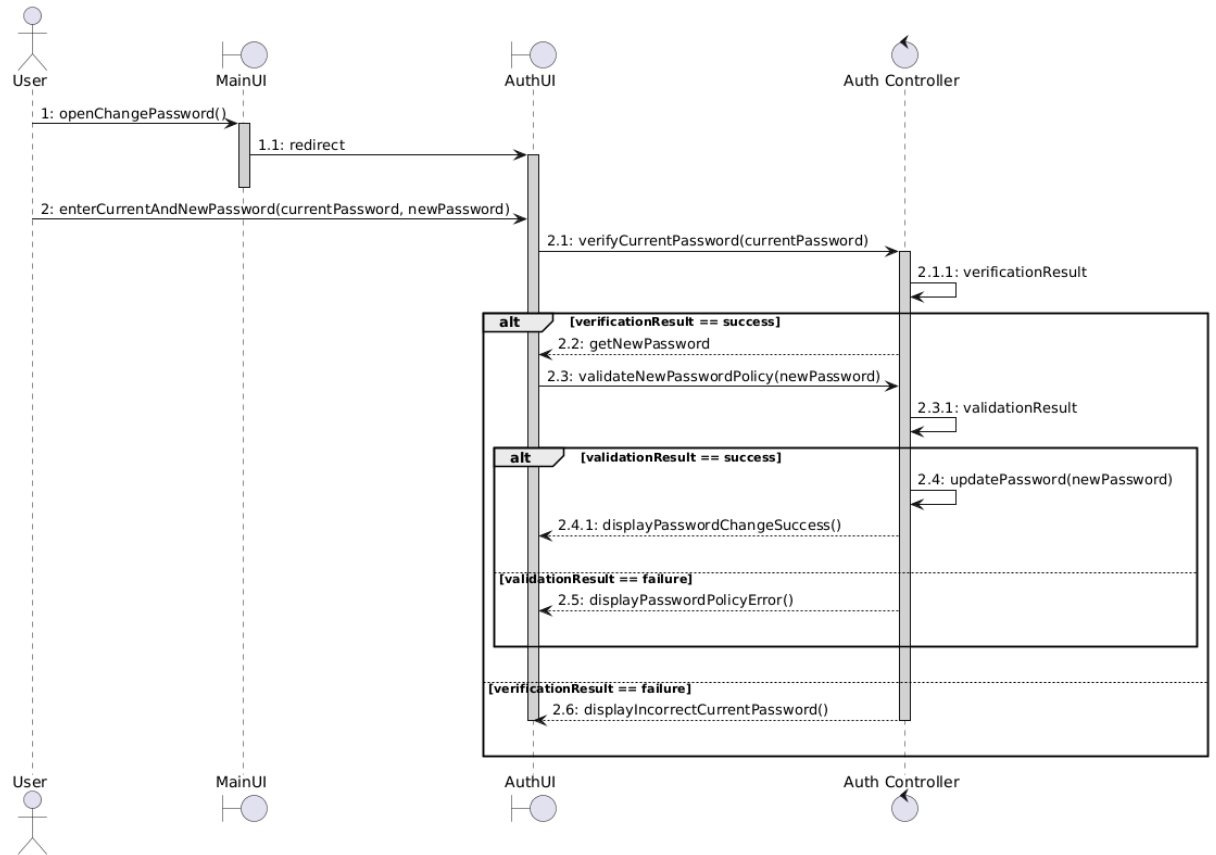 User
MainUI
AuthUI
Auth Controller
1: openChangePassword()
1.1: redirect
2: enterCurrentAndNewPassword(currentPassword, newPassword)
2.1: verifyCurrentPassword(currentPassword)
2.1.1: verificationResult
alt [verificationResult == success]
2.2: getNewPassword
2.3: validateNewPasswordPolicy(newPassword)
2.3.1: validationResult
alt [validationResult == success]
2.4: updatePassword(newPassword)
2.4.1: displayPasswordChangeSuccess()
[validationResult == failure]
2.5: displayPasswordPolicyError()
[verificationResult == failure]
2.6: displayIncorrectCurrentPassword()
User
MainUI
AuthUI
Auth Controller